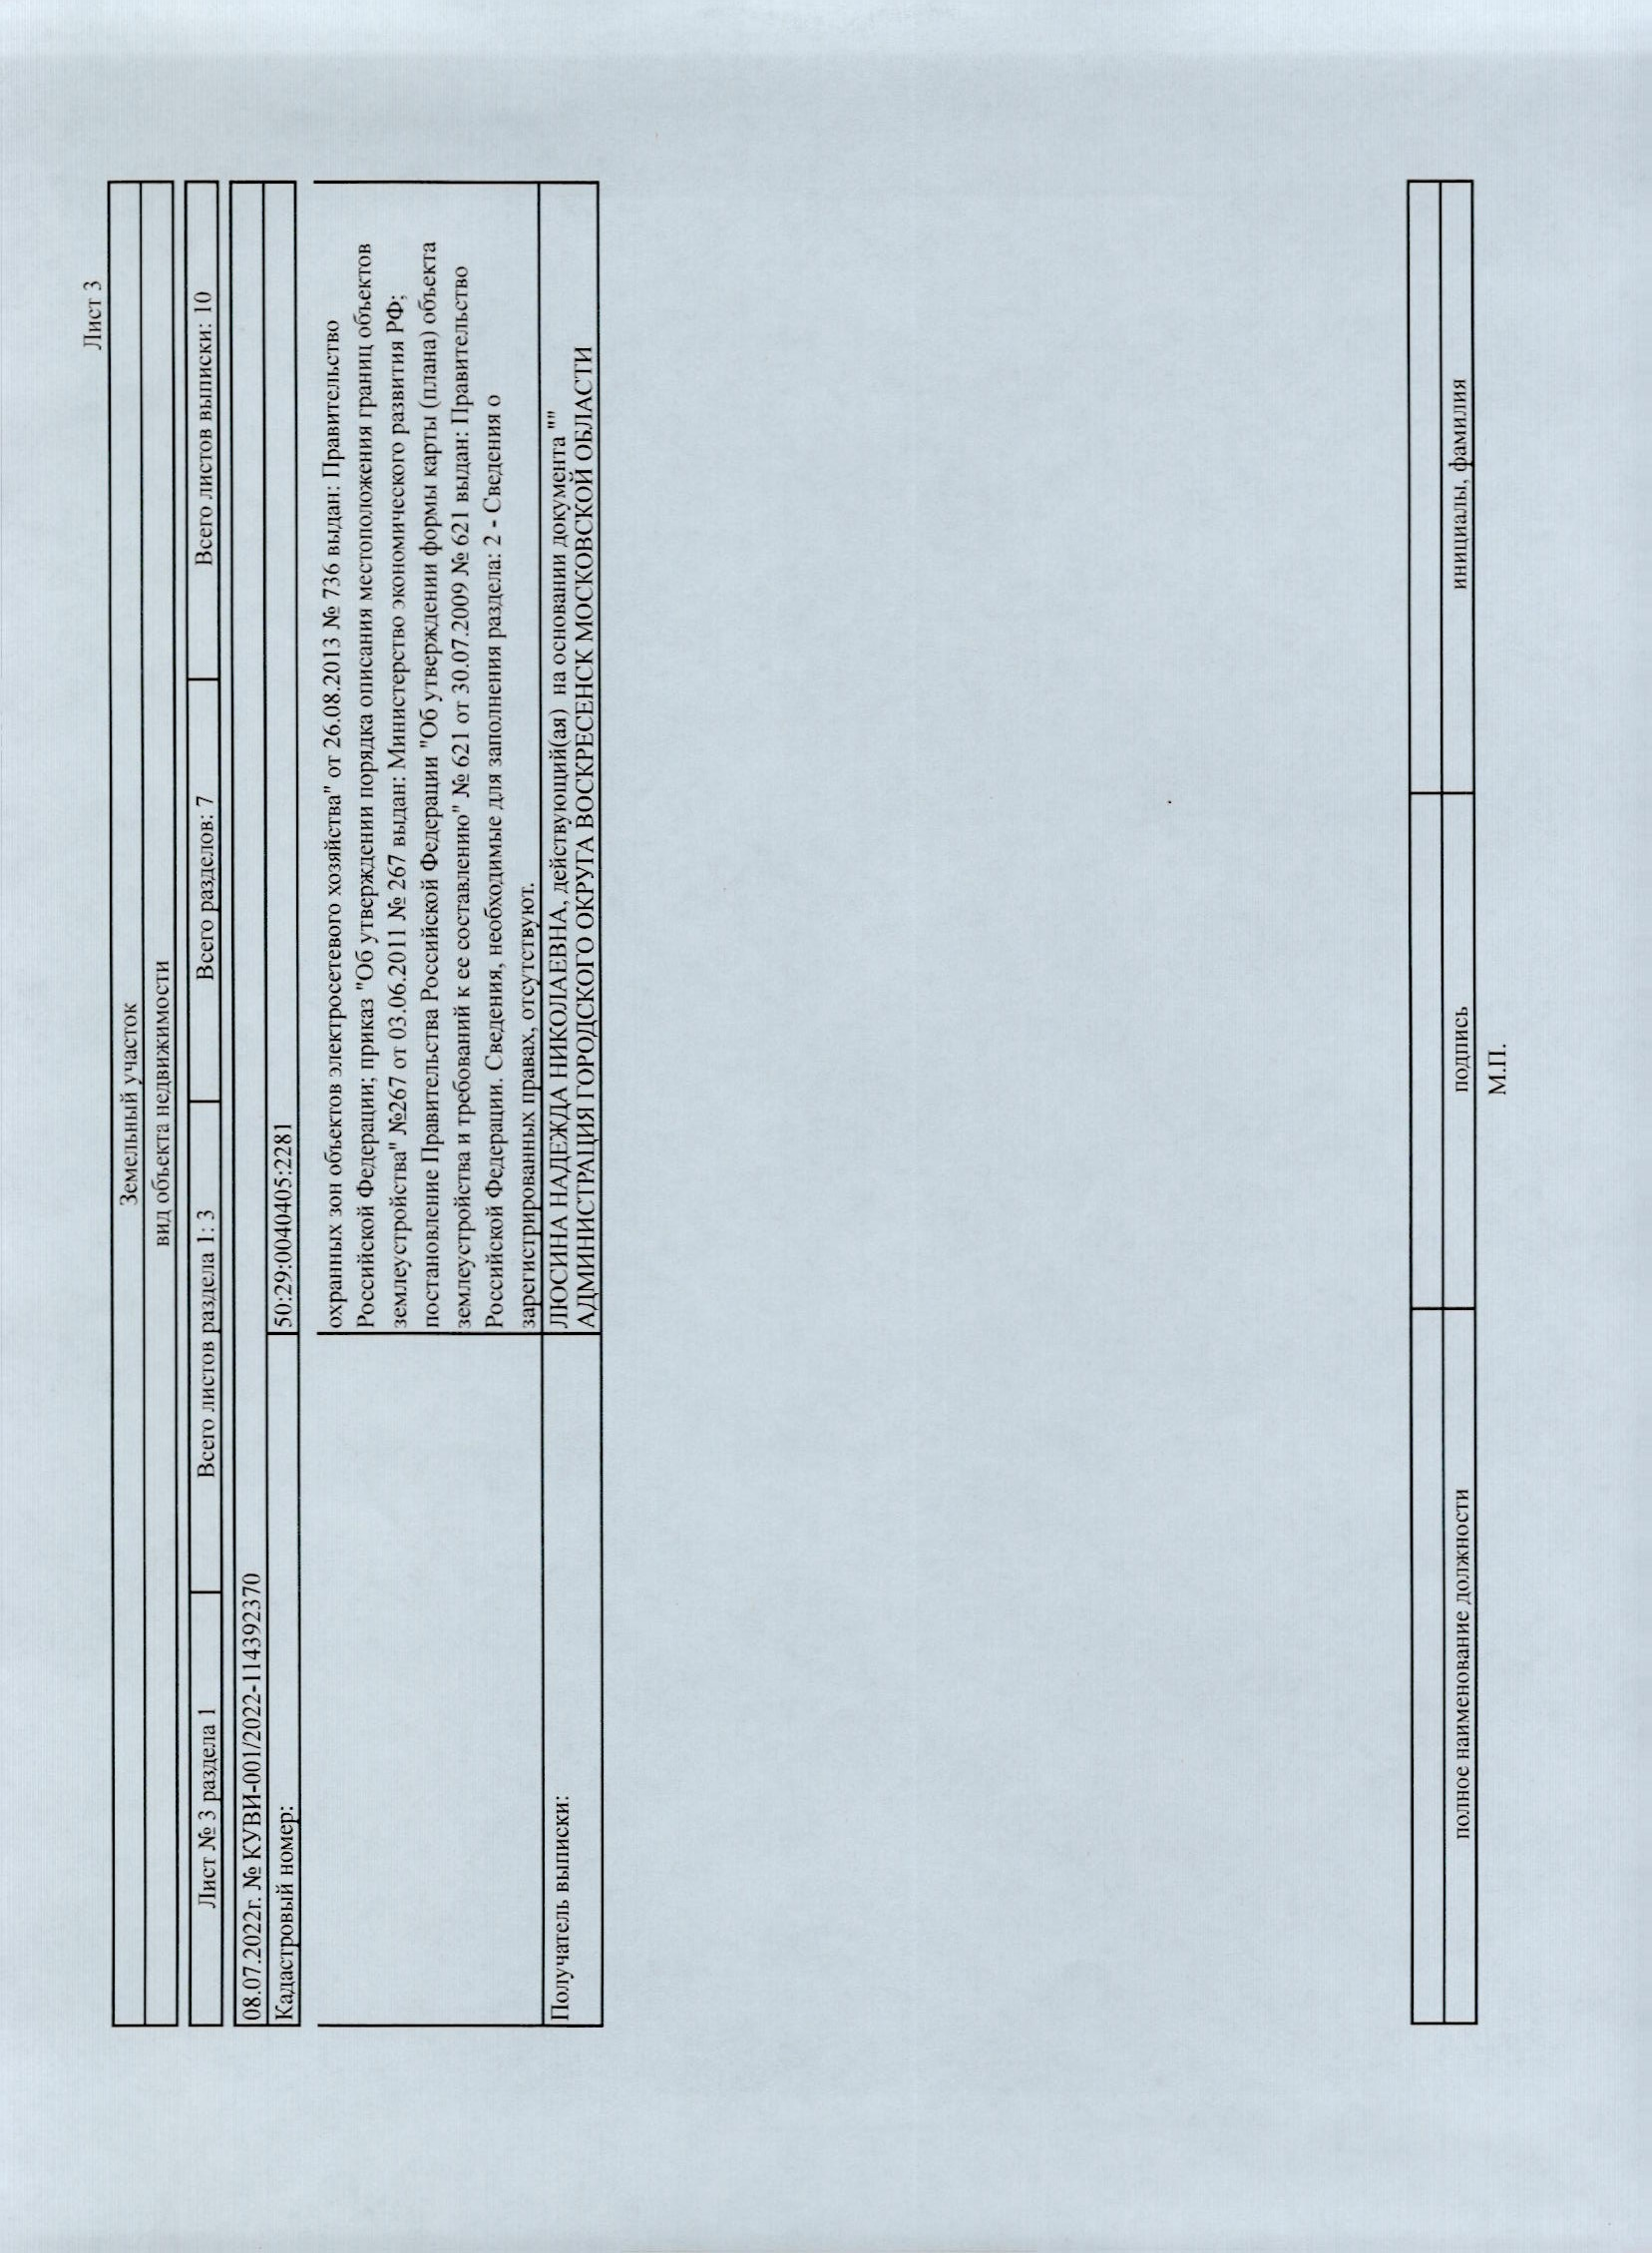 Лист 3
Земельный участок
вид объекта недвижимости
Лист № 3 раздела 1
Всего листов раздела 1: 3
Всего разделов: 7
Всего листов выписки: 10
08.07.2022г. № КУВИ-001/2022-114392370
Кадастровый номер:
50:29:0040405:2281
охранных зон объектов электросетевого хозяйства" от 26.08.2013 № 736 выдан: Правительство
Российской Федерации; приказ "Об утверждении порядка описания местоположения границ объектов
землеустройства" №267 от 03.06.2011 № 267 выдан: Министерство экономического развития РФ;
постановление Правительства Российской Федерации "Об утверждении формы карты (плана) объекта
землеустройства и требований к ее составлению" № 621 от 30.07.2009 № 621 выдан: Правительство
Российской Федерации. Сведения, необходимые для заполнения раздела: 2 - Сведения о
зарегистрированных правах, отсутствуют.
Получатель выписки:
ЛЮСИНА НАДЕЖДА НИКОЛАЕВНА, действующий(ая) на основании документа ""
АДМИНИСТРАЦИЯ ГОРОДСКОГО ОКРУГА ВОСКРЕСЕНСК МОСКОВСКОЙ ОБЛАСТИ
полное наименование должности
подпись
инициалы, фамилия
М.П.